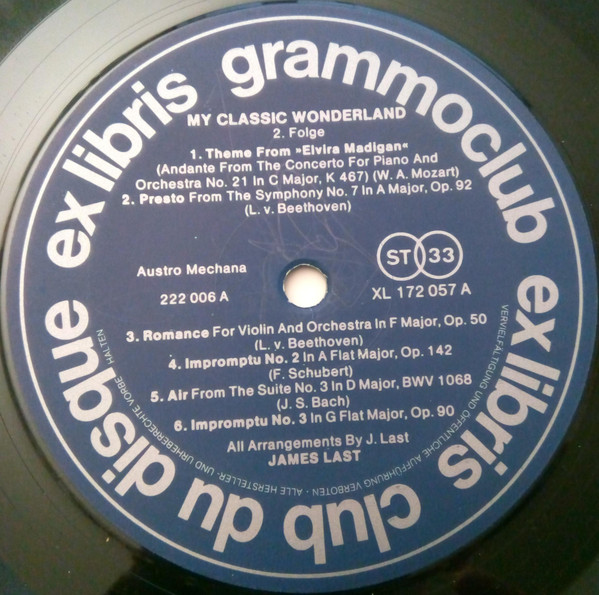 ex libris grammoclub
ex libris club du disque
MY CLASSIC WONDERLAND
2. Folge
1. Theme From »Elvira Madigan«
(Andante From The Concerto For Piano And
Orchestra No. 21 In C Major, K 467) (W. A. Mozart)
2. Presto From The Symphony No. 7 In A Major, Op. 92
(L. v. Beethoven)
Austro Mechana
ST 33
222 006 A
XL 172 057 A
3. Romance For Violin And Orchestra In F Major, Op. 50
(L. v. Beethoven)
4. Impromptu No. 2 In A Flat Major, Op. 142
(F. Schubert)
5. Air From The Suite No. 3 In D Major, BWV 1068
(J. S. Bach)
6. Impromptu No. 3 In G Flat Major, Op. 90
All Arrangements By J. Last
JAMES LAST
VERVIELFÄLTIGUNG UND ÖFFENTLICHE AUFFÜHRUNG VERBOTEN · ALLE HERSTELLER- UND URHEBERRECHTE VORBEHALTEN